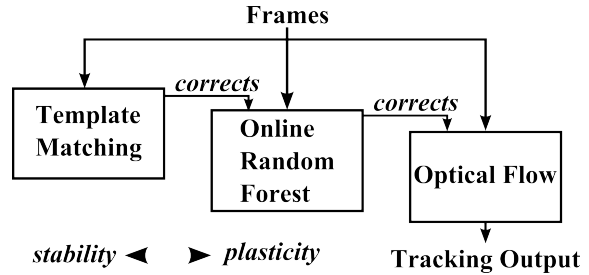 Frames
corrects
corrects
Template
Matching
Online
Random
Forest
Optical Flow
stability
plasticity
Tracking Output